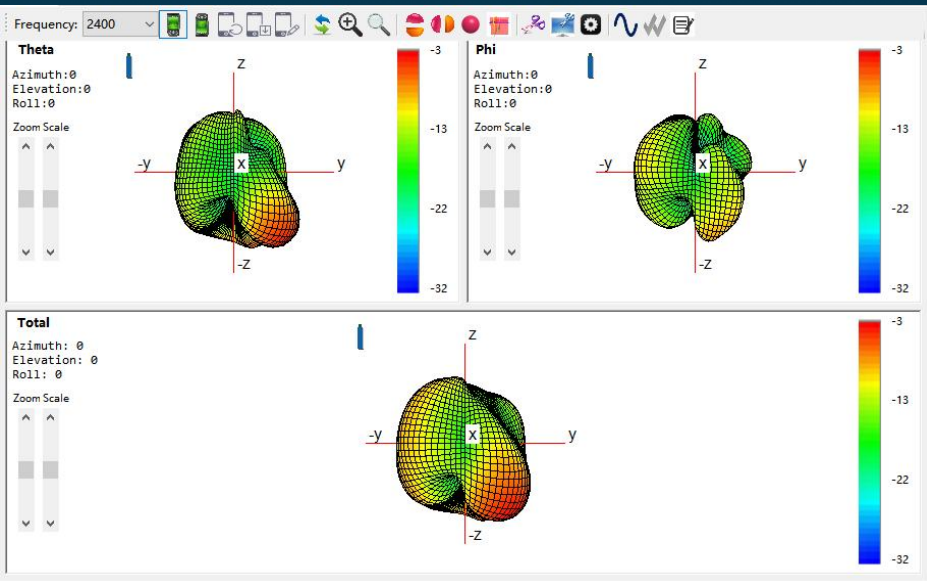 Frequency: 2400
Theta
Azimuth:0
Elevation:0
Roll:0
Zoom Scale
z
-y
x
y
-z
-3
-13
-22
-32
Phi
Azimuth:0
Elevation:0
Roll:0
Zoom Scale
z
-y
x
y
-z
-3
-13
-22
-32
Total
Azimuth: 0
Elevation: 0
Roll: 0
Zoom Scale
z
-y
x
y
-z
-3
-13
-22
-32